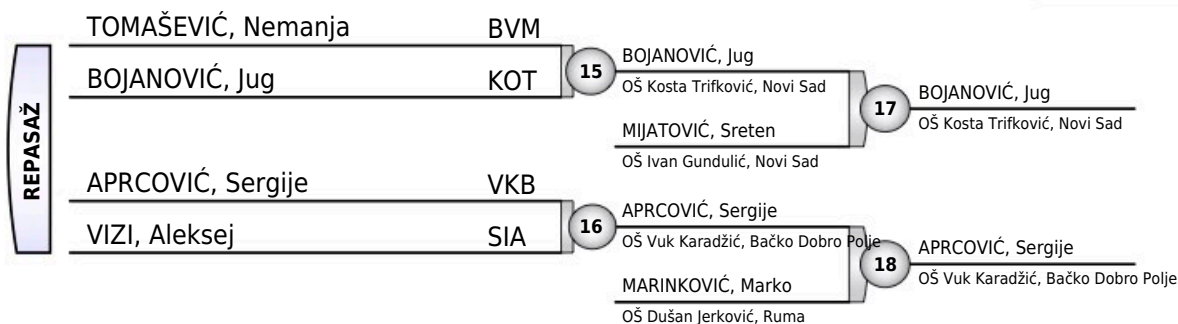 REPASAŽ
TOMAŠEVIĆ, Nemanja BVM
BOJANOVIĆ, Jug KOT
15
BOJANOVIĆ, Jug
OŠ Kosta Trifković, Novi Sad
MIJATOVIĆ, Sreten
OŠ Ivan Gundulić, Novi Sad
17
BOJANOVIĆ, Jug
OŠ Kosta Trifković, Novi Sad
APRCOVIĆ, Sergije VKB
VIZI, Aleksej SIA
16
APRCOVIĆ, Sergije
OŠ Vuk Karadžić, Bačko Dobro Polje
MARINKOVIĆ, Marko
OŠ Dušan Jerković, Ruma
18
APRCOVIĆ, Sergije
OŠ Vuk Karadžić, Bačko Dobro Polje